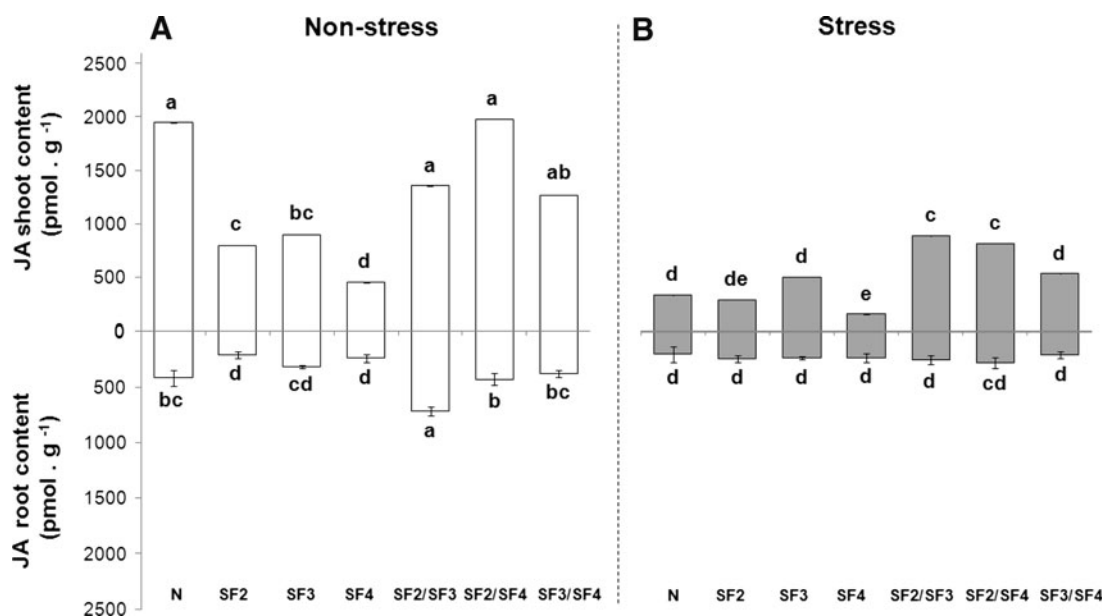 A Non-stress
B Stress
JA shoot content
(pmol . g -1)
JA root content
(pmol . g -1)
2500
2000
1500
1000
500
0
500
1000
1500
2000
2500
a c bc d a a ab
bc d cd d a b bc
N SF2 SF3 SF4 SF2/SF3 SF2/SF4 SF3/SF4
d de d e c c d
d d d d d cd d
N SF2 SF3 SF4 SF2/SF3 SF2/SF4 SF3/SF4